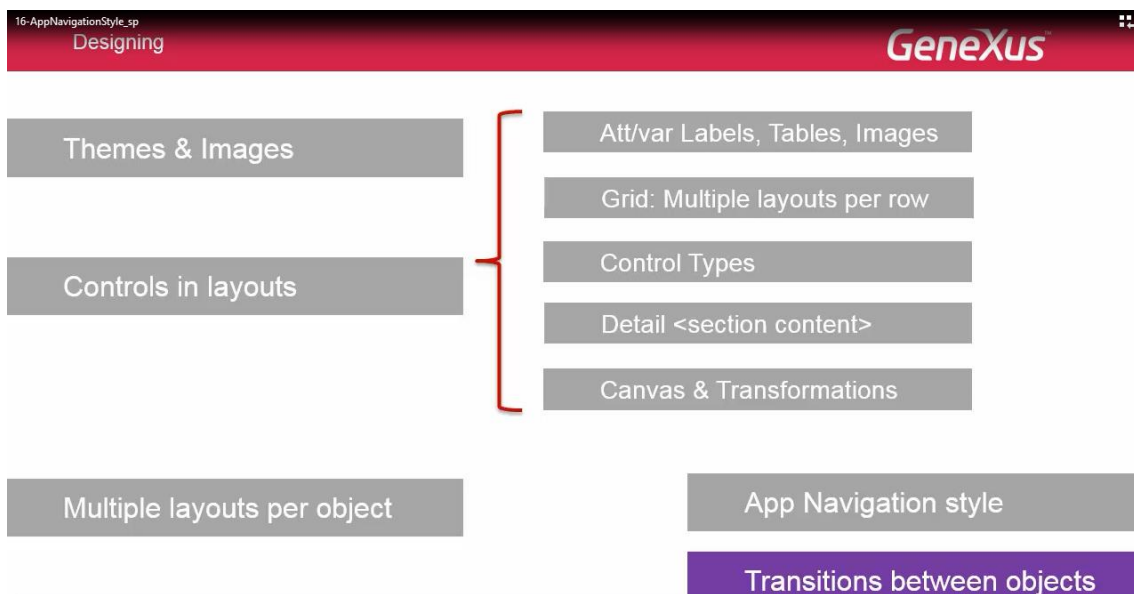 16-AppNavigationStyle_sp
Designing
GeneXus™
Themes & Images
Controls in layouts
Att/var Labels, Tables, Images
Grid: Multiple layouts per row
Control Types
Detail <section content>
Canvas & Transformations
Multiple layouts per object
App Navigation style
Transitions between objects